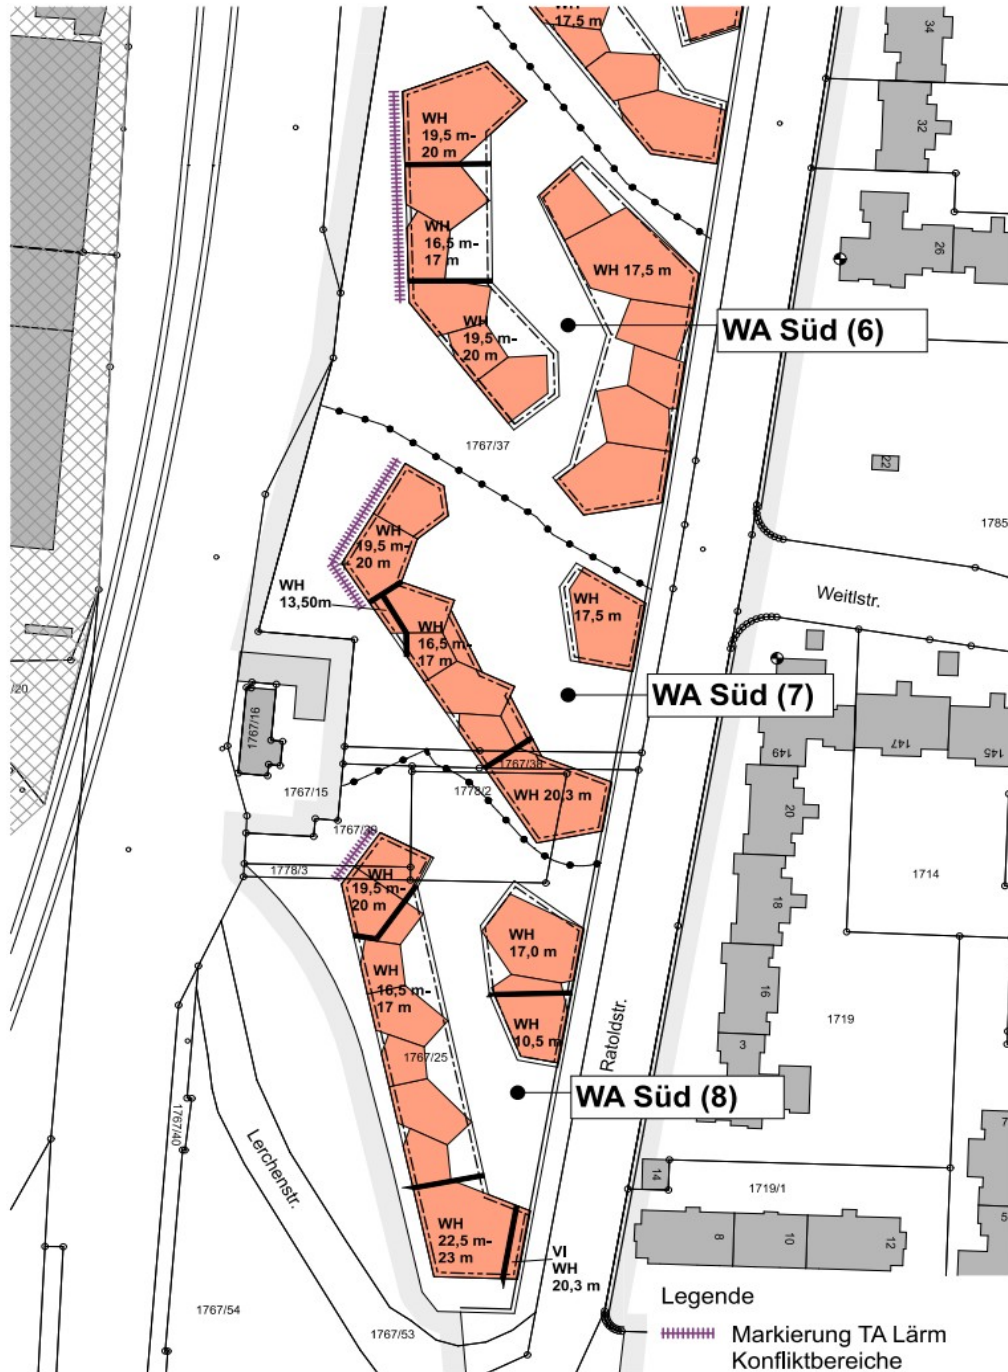 17.5 m
34
32
WH
19,5 m-
20 m
WH
16,5 m-
17 m
26
WH 17,5 m
WH
19,5 m-
20 m
WA Süd (6)
1767/37
22
1785
WH
19,5 m-
20 m
WH
13,50m
WH
17,5 m
Weitlstr.
WH
16,5 m-
17 m
/20
WA Süd (7)
1767/16
149
147
145
1767/38
1767/15
1778/2
WH 20,3 m
20
1767/39
1778/3
WH
19,5 m-
20 m
1714
18
WH
17,0 m
WH
16,5 m-
17 m
16
1719
WH
10,5 m
Ratoldstr.
3
1767/25
WA Süd (8)
1767/40
Lerchenstr.
7
14
1719/1
5
WH
22,5 m-
23 m
VI
WH
20,3 m
8
10
12
1767/54
1767/53
Legende
Markierung TA Lärm
Konfliktbereiche